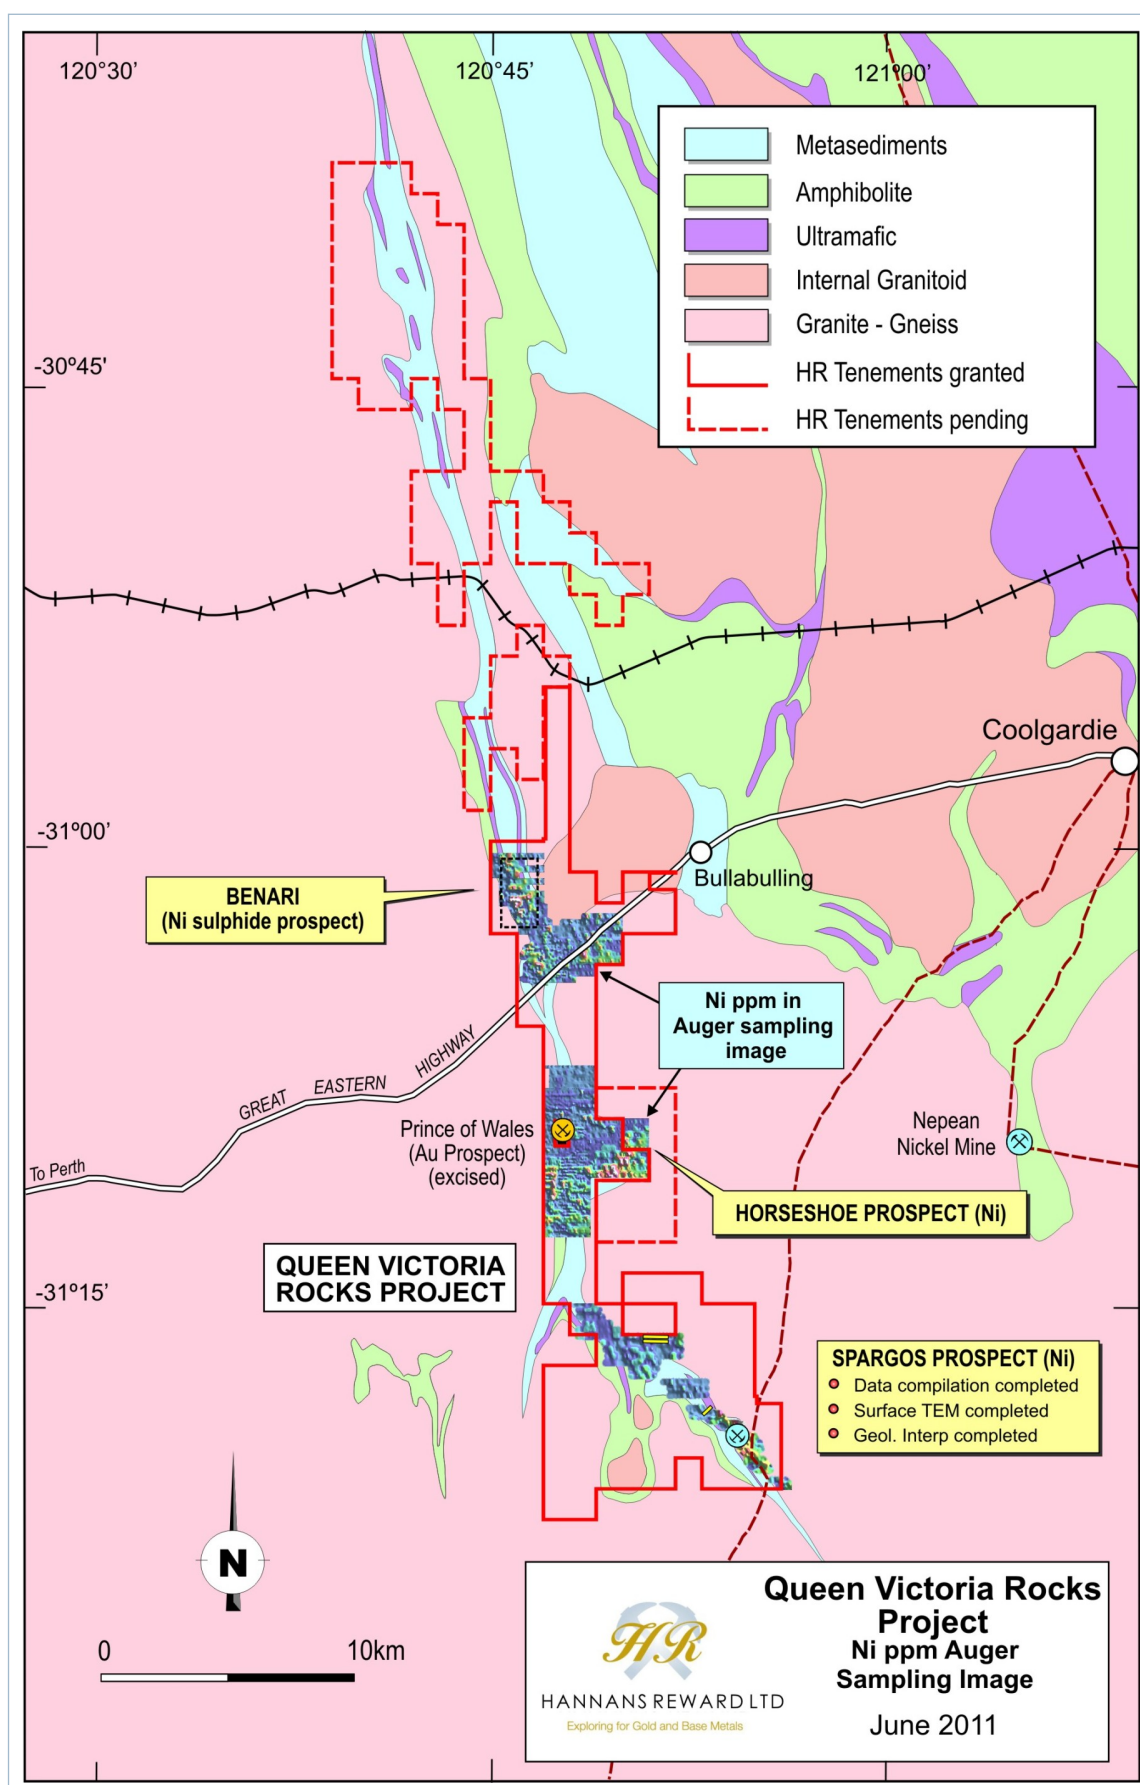 120°30'
120°45'
121°00'
Metasediments
Amphibolite
Ultramafic
Internal Granitoid
Granite - Gneiss
HR Tenements granted
HR Tenements pending
-30°45'
Coolgardie
-31°00'
Bullabulling
BENARI
(Ni sulphide prospect)
Ni ppm in
Auger sampling
image
GREAT EASTERN HIGHWAY
Prince of Wales
(Au Prospect)
(excised)
Nepean
Nickel Mine
To Perth
HORSESHOE PROSPECT (Ni)
QUEEN VICTORIA
ROCKS PROJECT
-31°15'
SPARGOS PROSPECT (Ni)
Data compilation completed
Surface TEM completed
Geol. Interp completed
N
0 10km
Queen Victoria Rocks
Project
Ni ppm Auger
Sampling Image
June 2011
HR
HANNANS REWARD LTD
Exploring for Gold and Base Metals